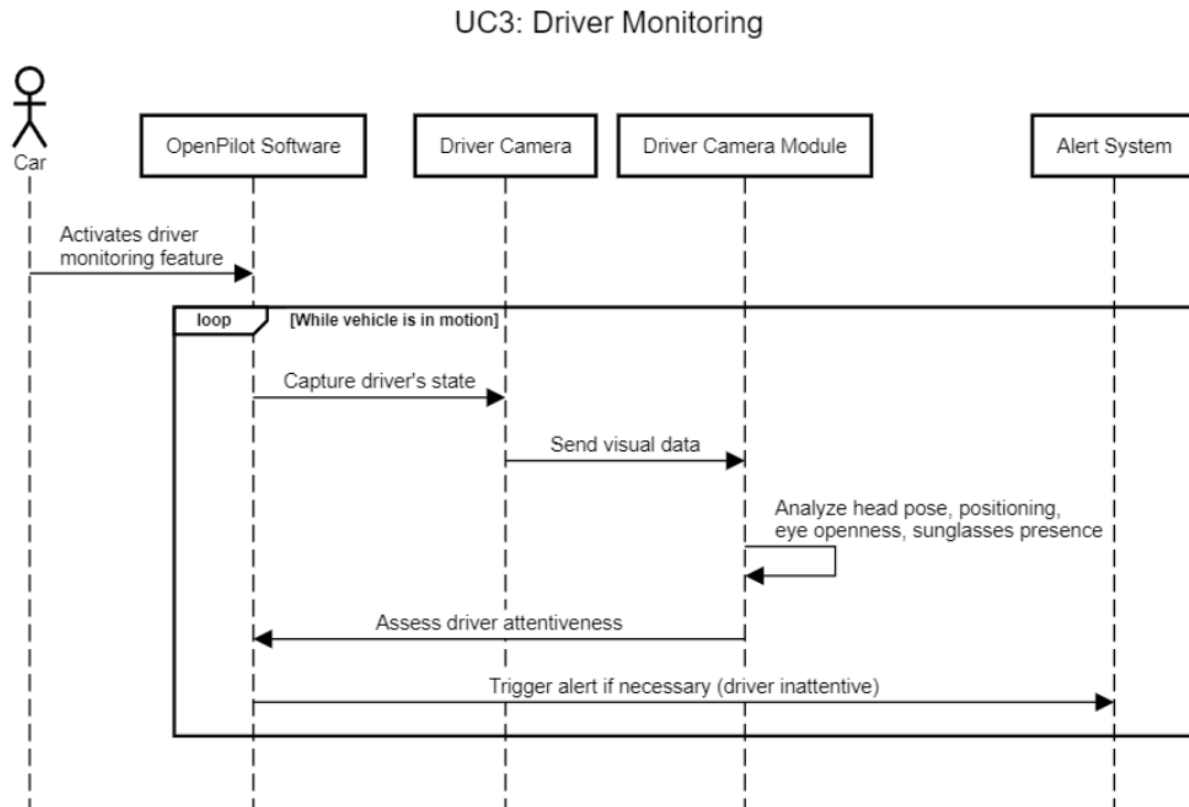 UC3: Driver Monitoring
Car
OpenPilot Software
Driver Camera
Driver Camera Module
Alert System
Activates driver
monitoring feature
loop
[While vehicle is in motion]
Capture driver's state
Send visual data
Analyze head pose, positioning,
eye openness, sunglasses presence
Assess driver attentiveness
Trigger alert if necessary (driver inattentive)